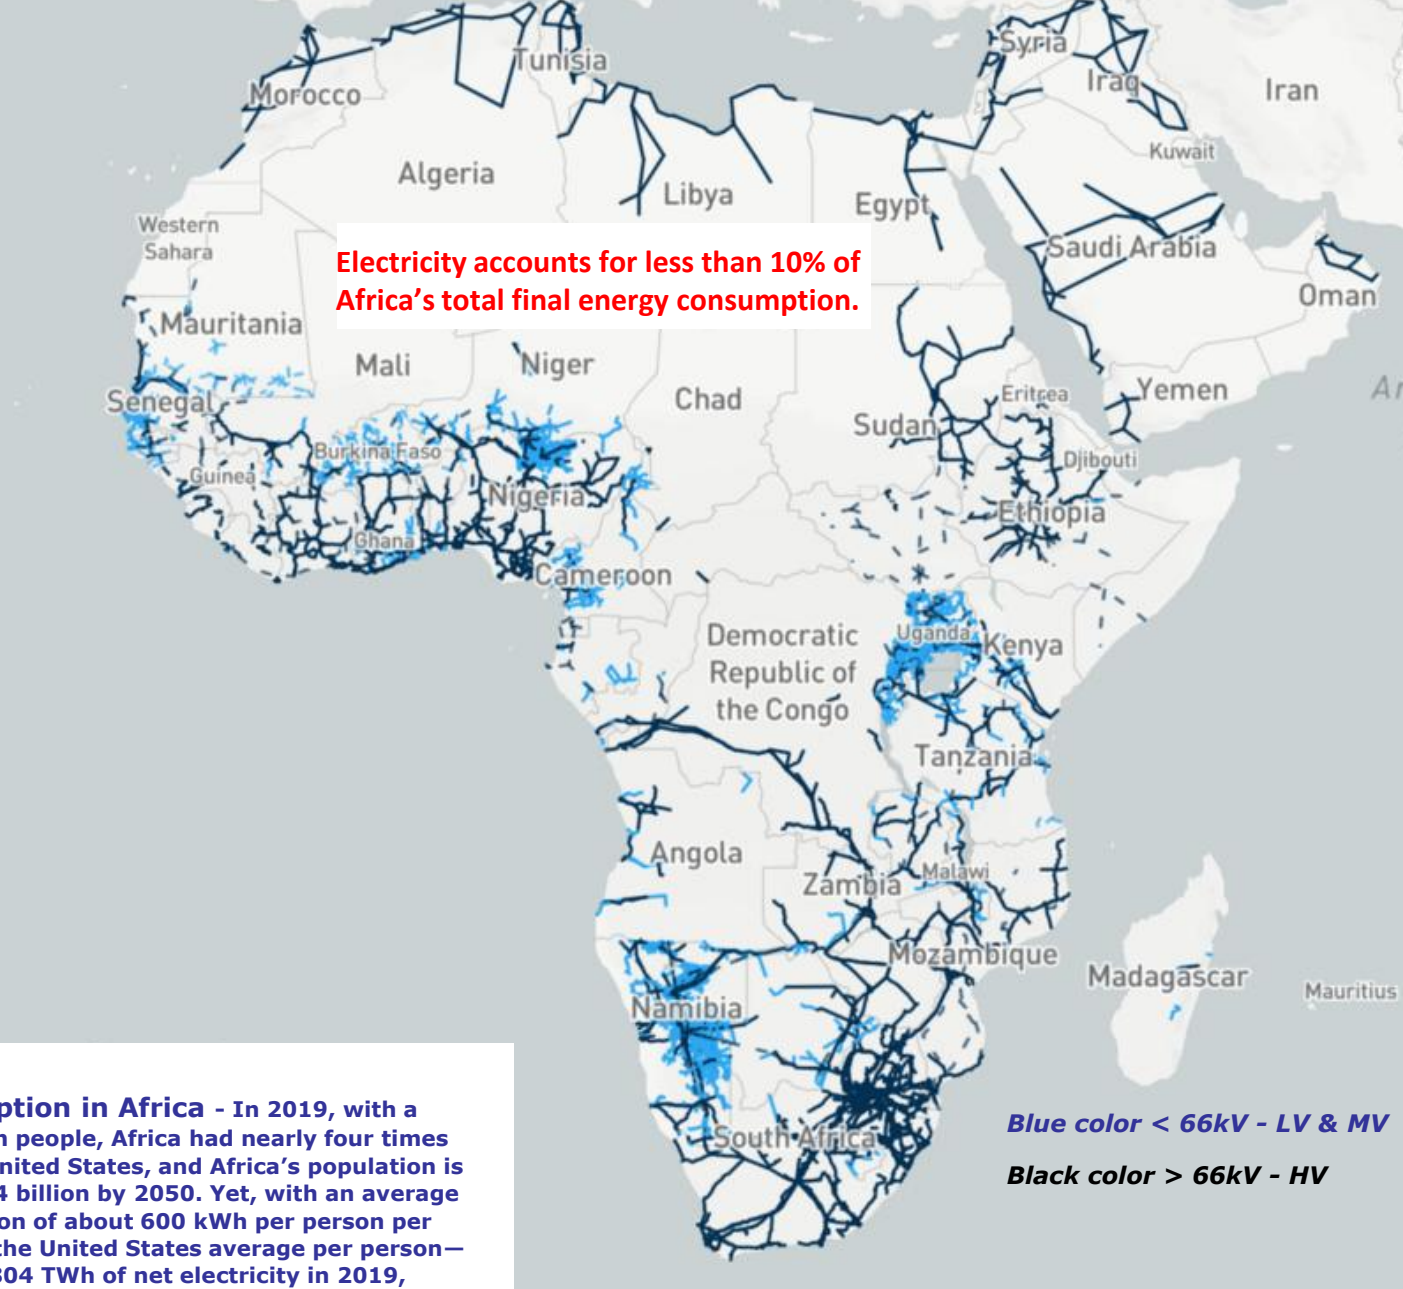 Syria
Tunisia
Iraq
Iran
Morocco
Kuwait
Algeria
Libya
Egypt
Western
Sahara
Saudi Arabia
Electricity accounts for less than 10% of
Africa's total final energy consumption.
Oman
Mauritania
Mali
Niger
Chad
Eritrea
Yemen
Ar
Senegal
Sudan
Burkina Faso
Djibouti
Guinea
Nigeria
Ethiopia
Ghana
Cameroon
Democratic
Republic of
the Congo
Uganda
Kenya
Tanzania
Angola
Zambia
Malawi
Mozambique
Madagascar
Mauritius
Namibia
South Africa
ption in Africa - In 2019, with a
n people, Africa had nearly four times
nited States, and Africa's population is
4 billion by 2050. Yet, with an average
on of about 600 kWh per person per
the United States average per person—
304 TWh of net electricity in 2019,
Blue color < 66kV - LV & MV
Black color > 66kV - HV